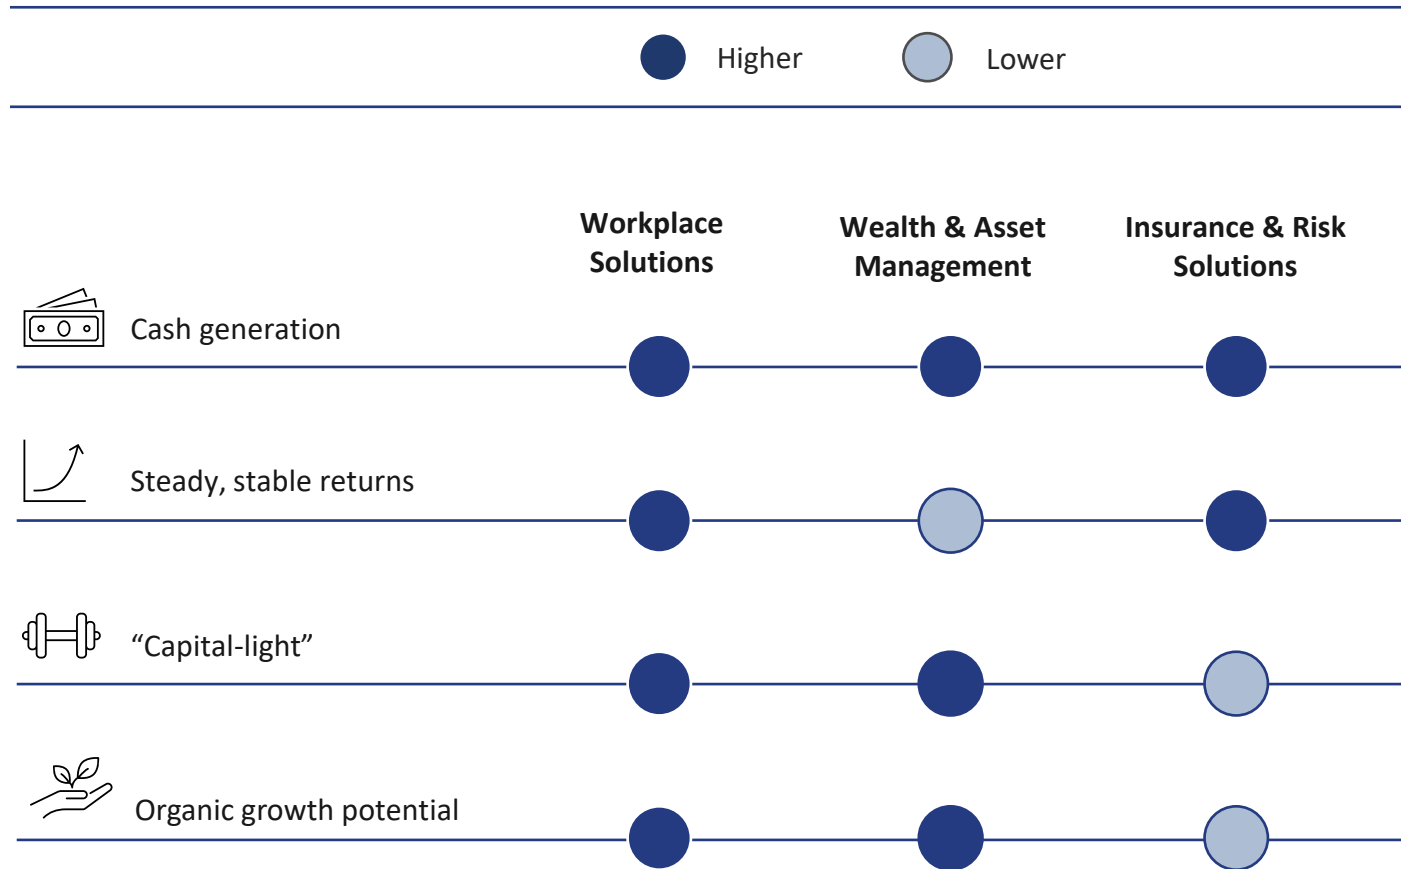 Higher
Lower
Workplace
Solutions
Wealth & Asset
Management
Insurance & Risk
Solutions
Cash generation
Steady, stable returns
“Capital-light”
Organic growth potential